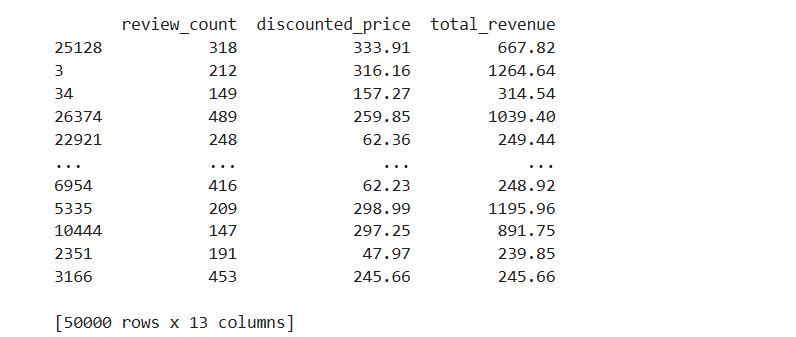 review_count discounted_price total_revenue
25128 318 333.91 667.82
3 212 316.16 1264.64
34 149 157.27 314.54
26374 489 259.85 1039.40
22921 248 62.36 249.44
... ... ... ...
6954 416 62.23 248.92
5335 209 298.99 1195.96
10444 147 297.25 891.75
2351 191 47.97 239.85
3166 453 245.66 245.66
[50000 rows x 13 columns]